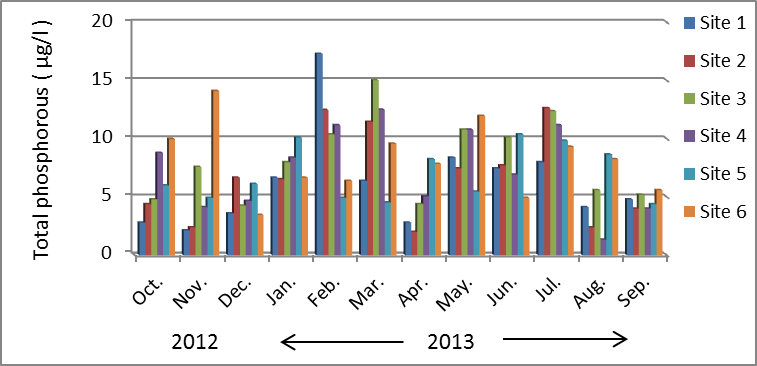 Total phosphorous ( µg/l )
20
15
10
5
0
Oct.
Nov.
Dec.
Jan.
Feb.
Mar.
Apr.
May.
Jun.
Jul.
Aug.
Sep.
2012
2013
Site 1
Site 2
Site 3
Site 4
Site 5
Site 6